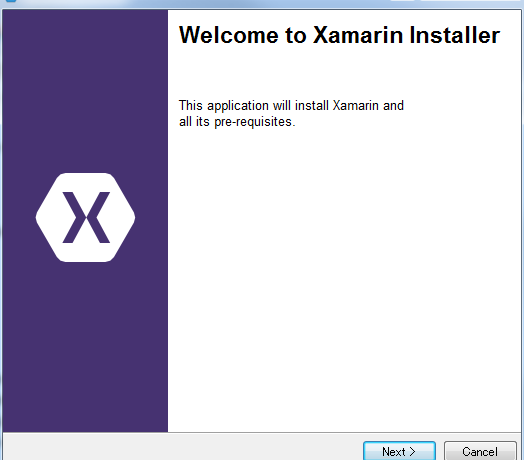 Welcome to Xamarin Installer
This application will install Xamarin and
all its pre-requisites.
Next >
Cancel